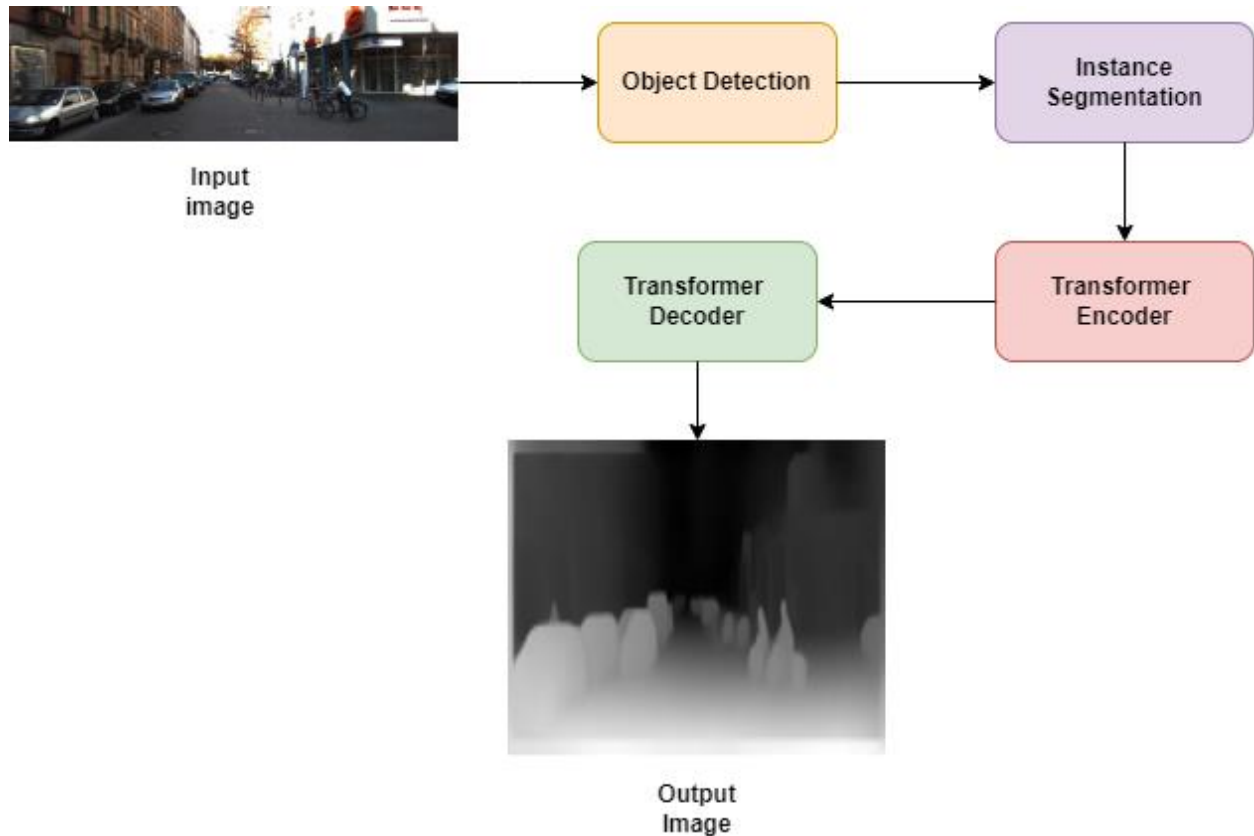 Object Detection
Instance
Segmentation
Input
image
Transformer
Decoder
Transformer
Encoder
Output
Image